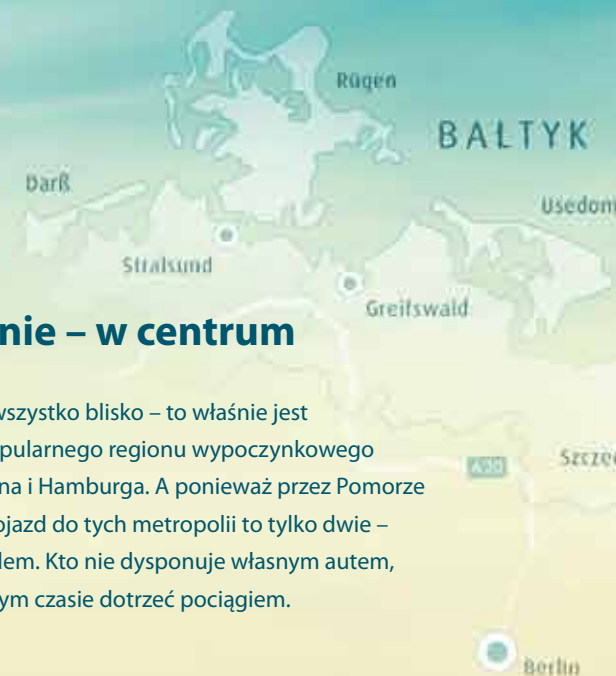 Rügen
BALTYK
Darß
Usedom
Stralsund
Greifswald
nie – w centrum
wszystko blisko – to właśnie jest
pularnego regionu wypoczynkowego
na i Hamburga. A ponieważ przez Pomorze
A20
ojazd do tych metropolii to tylko dwie –
lem. Kto nie dysponuje własnym autem,
ym czasie dotrzeć pociągiem.
Berlin